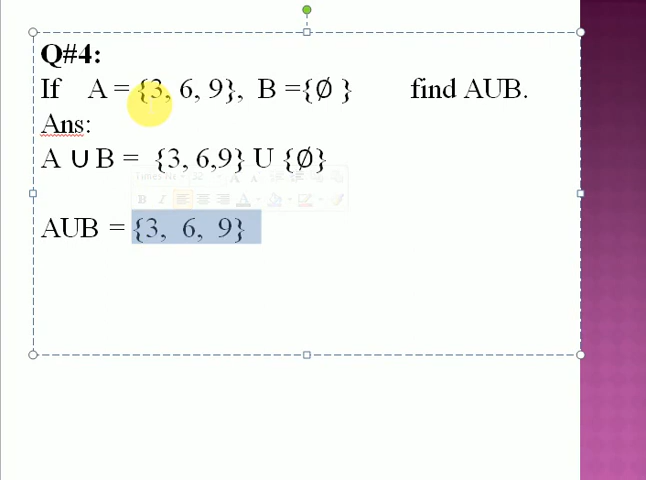 Q#4:
If A = {3, 6, 9}, B ={∅ } find AUB.
Ans:
A ∪ B = {3, 6,9} U {∅}
AUB = {3, 6, 9}